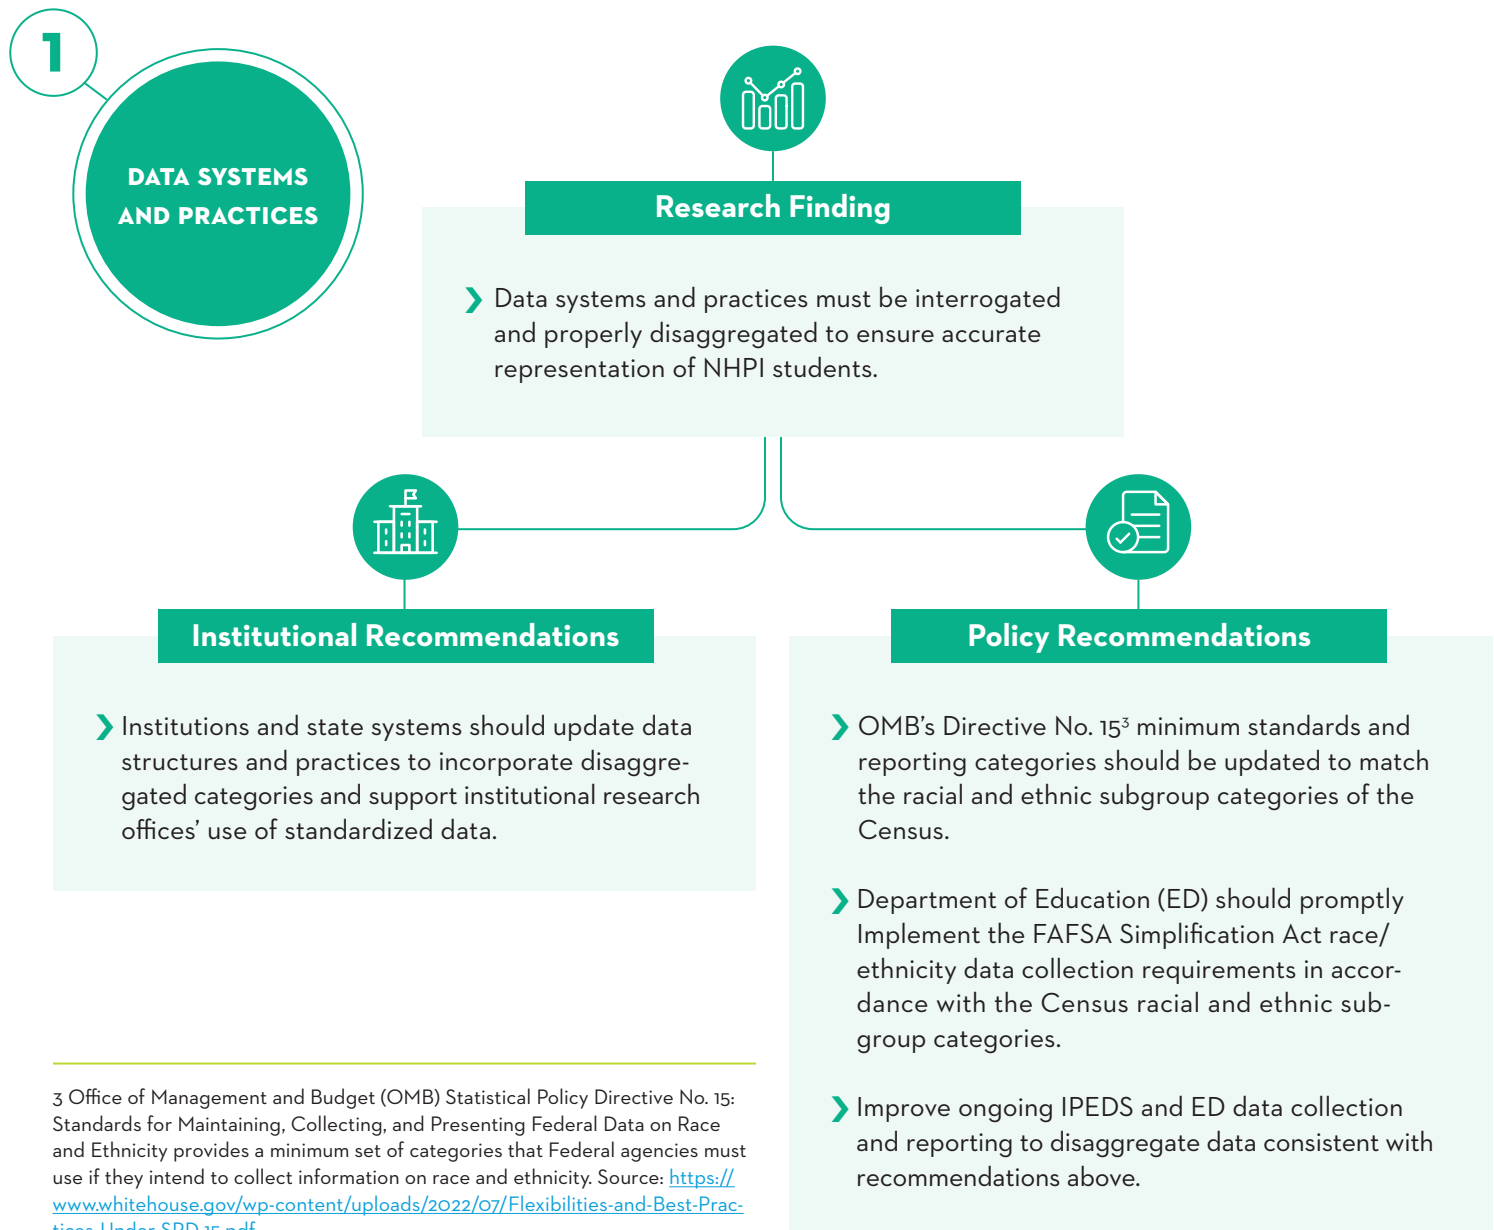 1
DATA SYSTEMS
AND PRACTICES
Research Finding
Data systems and practices must be interrogated
and properly disaggregated to ensure accurate
representation of NHPI students.
Institutional Recommendations
Institutions and state systems should update data
structures and practices to incorporate disaggre-
gated categories and support institutional research
offices’ use of standardized data.
Policy Recommendations
OMB’s Directive No. 15³ minimum standards and
reporting categories should be updated to match
the racial and ethnic subgroup categories of the
Census.
Department of Education (ED) should promptly
Implement the FAFSA Simplification Act race/
ethnicity data collection requirements in accor-
dance with the Census racial and ethnic sub-
group categories.
Improve ongoing IPEDS and ED data collection
and reporting to disaggregate data consistent with
recommendations above.
3 Office of Management and Budget (OMB) Statistical Policy Directive No. 15:
Standards for Maintaining, Collecting, and Presenting Federal Data on Race
and Ethnicity provides a minimum set of categories that Federal agencies must
use if they intend to collect information on race and ethnicity. Source: https://
www.whitehouse.gov/wp-content/uploads/2022/07/Flexibilities-and-Best-Prac-
tices-Under-SPD-15.pdf